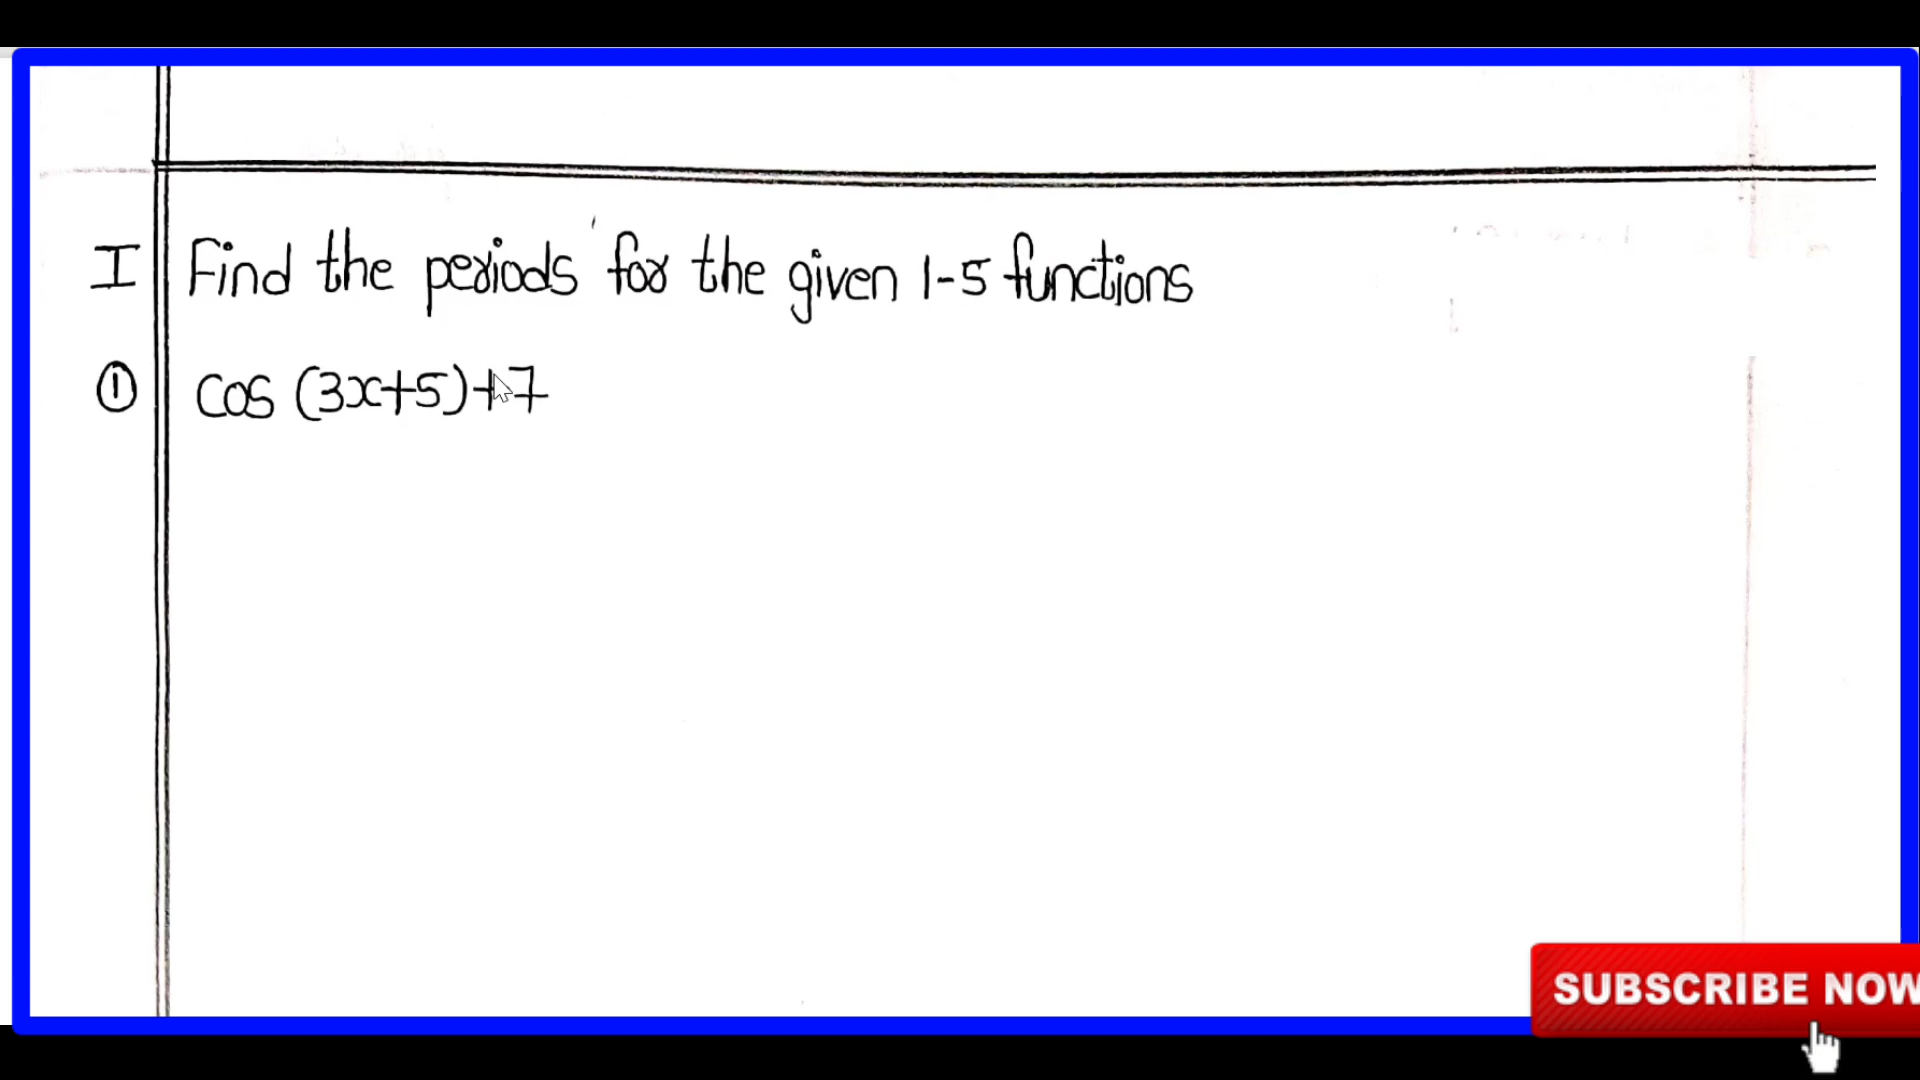 I Find the periods for the given 1-5 functions
① cos (3x+5)+7
SUBSCRIBE NOW